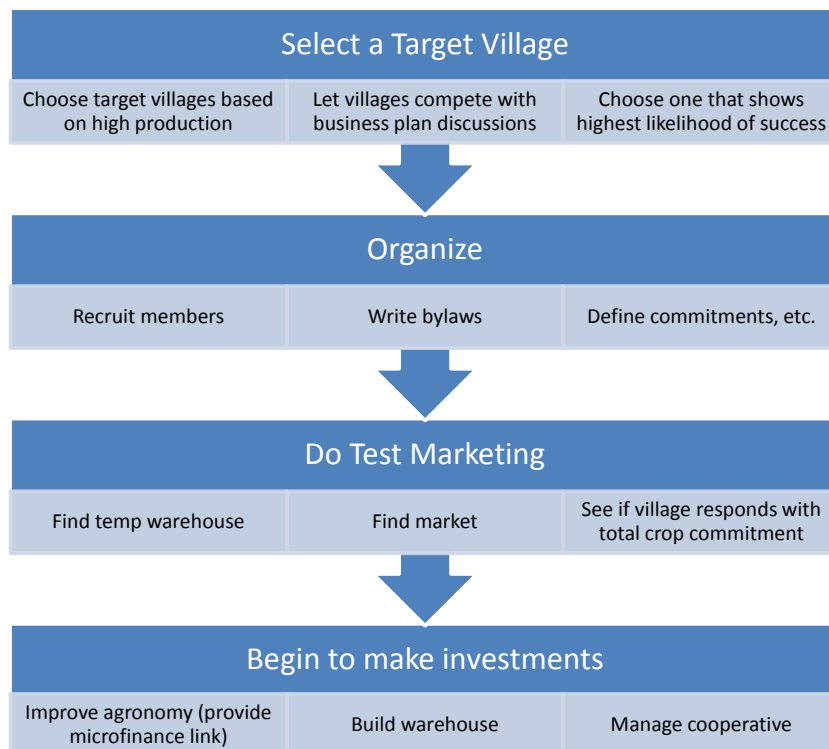 Select a Target Village
Choose target villages based
on high production
Let villages compete with
business plan discussions
Choose one that shows
highest likelihood of success
Organize
Recruit members
Write bylaws
Define commitments, etc.
Do Test Marketing
Find temp warehouse
Find market
See if village responds with
total crop commitment
Begin to make investments
Improve agronomy (provide
microfinance link)
Build warehouse
Manage cooperative